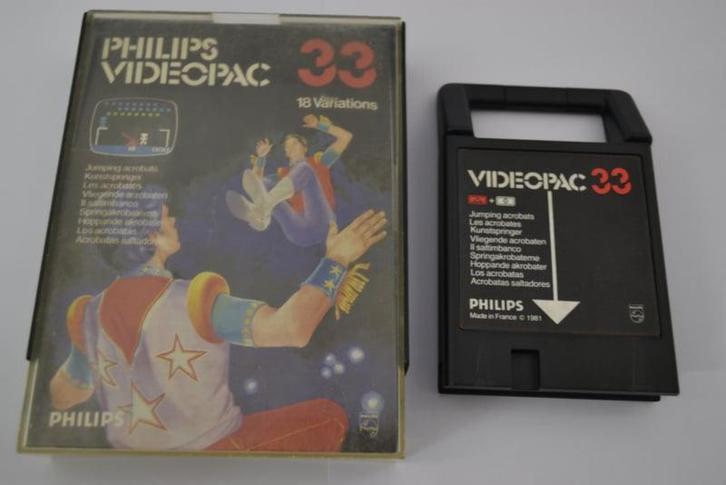 PHILIPS
VIDEOPAC 33
18 Variations
Jumping acrobats
Kunstspringer
Les acrobates
Vliegende acrobaten
Il saltimbanco
Springakrobaterne
Hoppande akrobater
Los acrobatas
Acrobatas saltadores
PHILIPS
VIDEOPAC 33
+
Jumping acrobats
Les acrobates
Kunstspringer
Vliegende acrobaten
Il saltimbanco
Springakrobaterne
Hoppande akrobater
Los acrobatas
Acrobatas saltadores
PHILIPS
Made in France © 1981